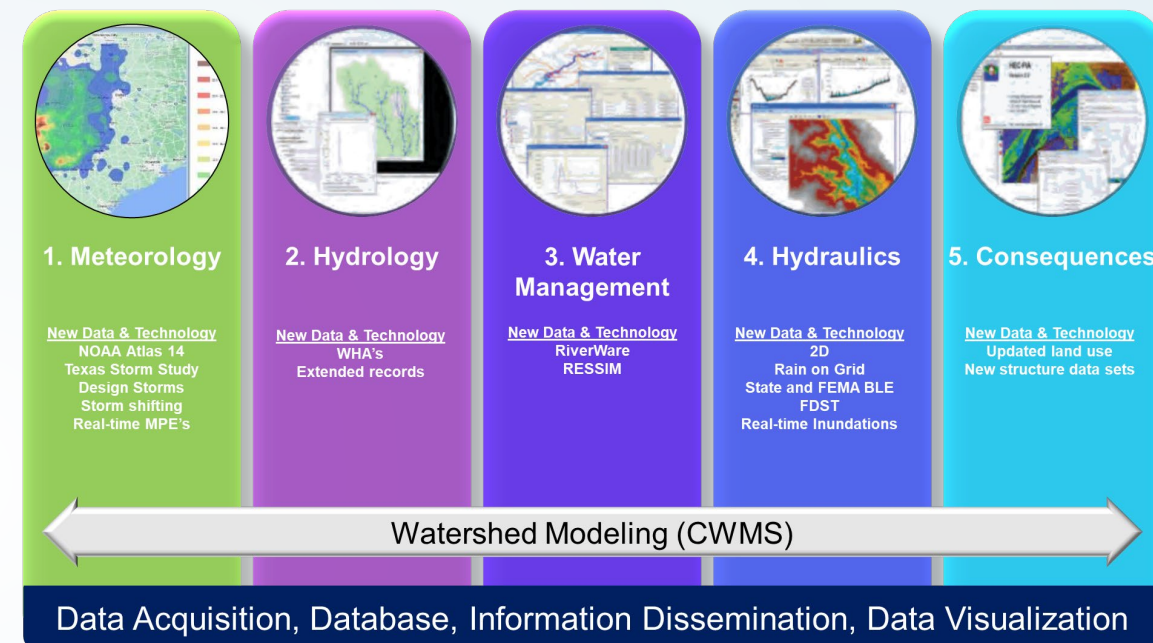 1. Meteorology
New Data & Technology
NOAA Atlas 14
Texas Storm Study
Design Storms
Storm shifting
Real-time MPE's
2. Hydrology
New Data & Technology
WHA's
Extended records
3. Water
Management
New Data & Technology
RiverWare
RESSIM
4. Hydraulics
New Data & Technology
2D
Rain on Grid
State and FEMA BLE
FDST
Real-time Inundations
HEC-FIA
5. Consequences
New Data & Technology
Updated land use
New structure data sets
Watershed Modeling (CWMS)
Data Acquisition, Database, Information Dissemination, Data Visualization